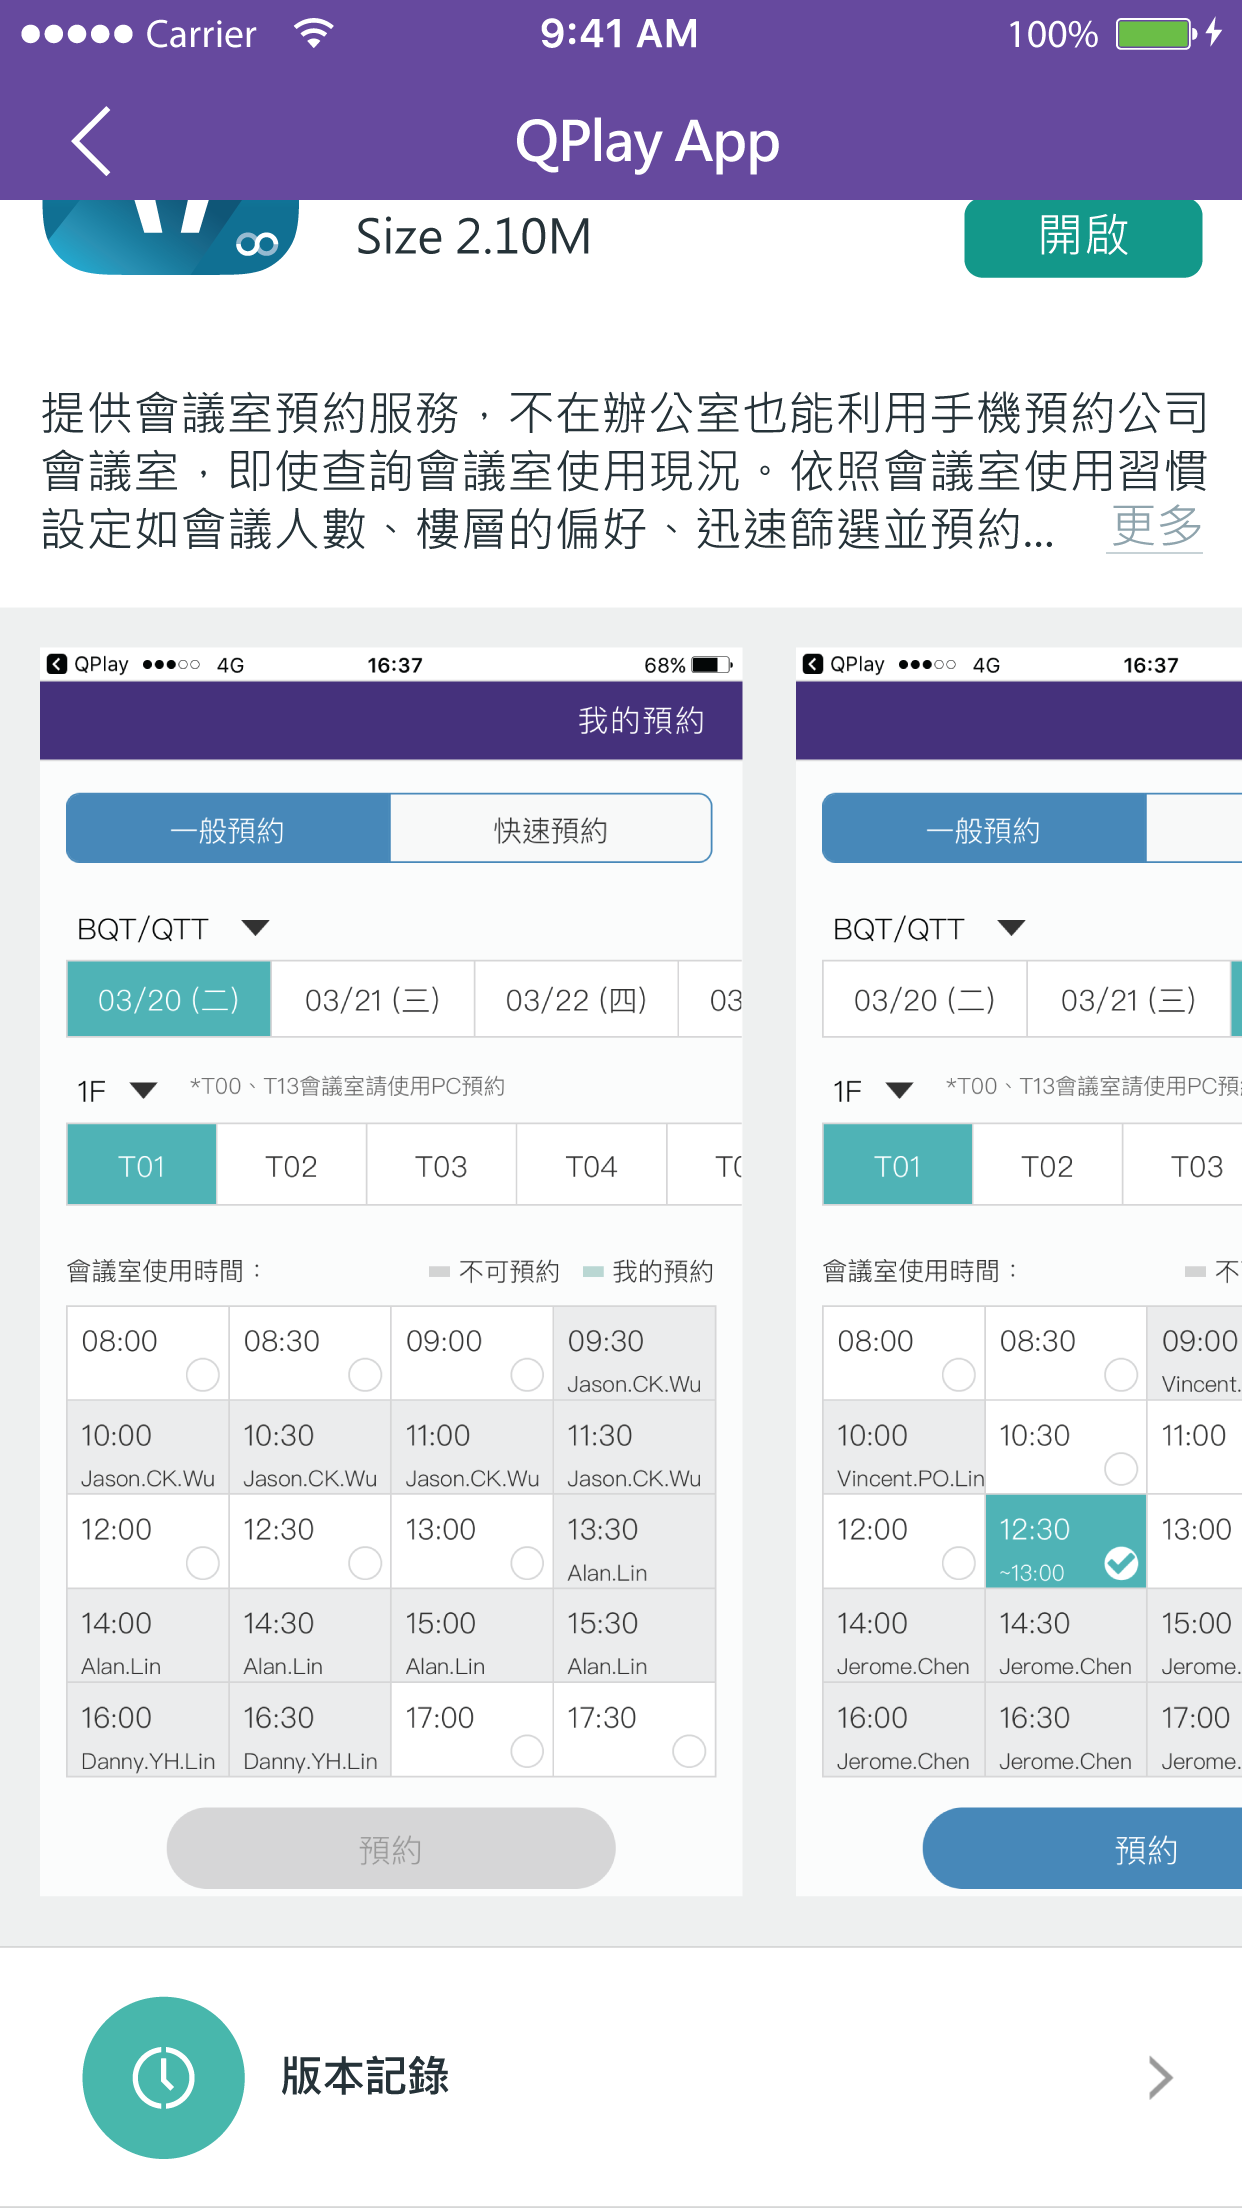 Carrier 9:41 AM 100%
QPlay App
Size 2.10M
開啟
提供會議室預約服務，不在辦公室也能利用手機預約公司
會議室，即使查詢會議室使用現況。依照會議室使用習慣
設定如會議人數、樓層的偏好、迅速篩選並預約... 更多
QPlay 4G 16:37 68%
我的預約
一般預約 快速預約
BQT/QTT
03/20 (二) 03/21 (三) 03/22 (四) 03
1F *T00、T13會議室請使用PC預約
T01 T02 T03 T04
會議室使用時間： 不可預約 我的預約
08:00 08:30 09:00 09:30
Jason.CK.Wu
10:00 10:30 11:00 11:30
Jason.CK.Wu Jason.CK.Wu Jason.CK.Wu Jason.CK.Wu
12:00 12:30 13:00 13:30
Alan.Lin
14:00 14:30 15:00 15:30
Alan.Lin Alan.Lin Alan.Lin Alan.Lin
16:00 16:30 17:00 17:30
Danny.YH.Lin Danny.YH.Lin
預約
QPlay 4G 16:37
一般預約
BQT/QTT
03/20 (二) 03/21 (三)
1F *T00、T13會議室請使用PC預
T01 T02 T03
會議室使用時間： 不
08:00 08:30 09:00
Vincent.
10:00 10:30 11:00
Vincent.PO.Lin
12:00 12:30 13:00
~13:00
14:00 14:30 15:00
Jerome.Chen Jerome.Chen Jerome.
16:00 16:30 17:00
Jerome.Chen Jerome.Chen Jerome.
預約
版本記錄